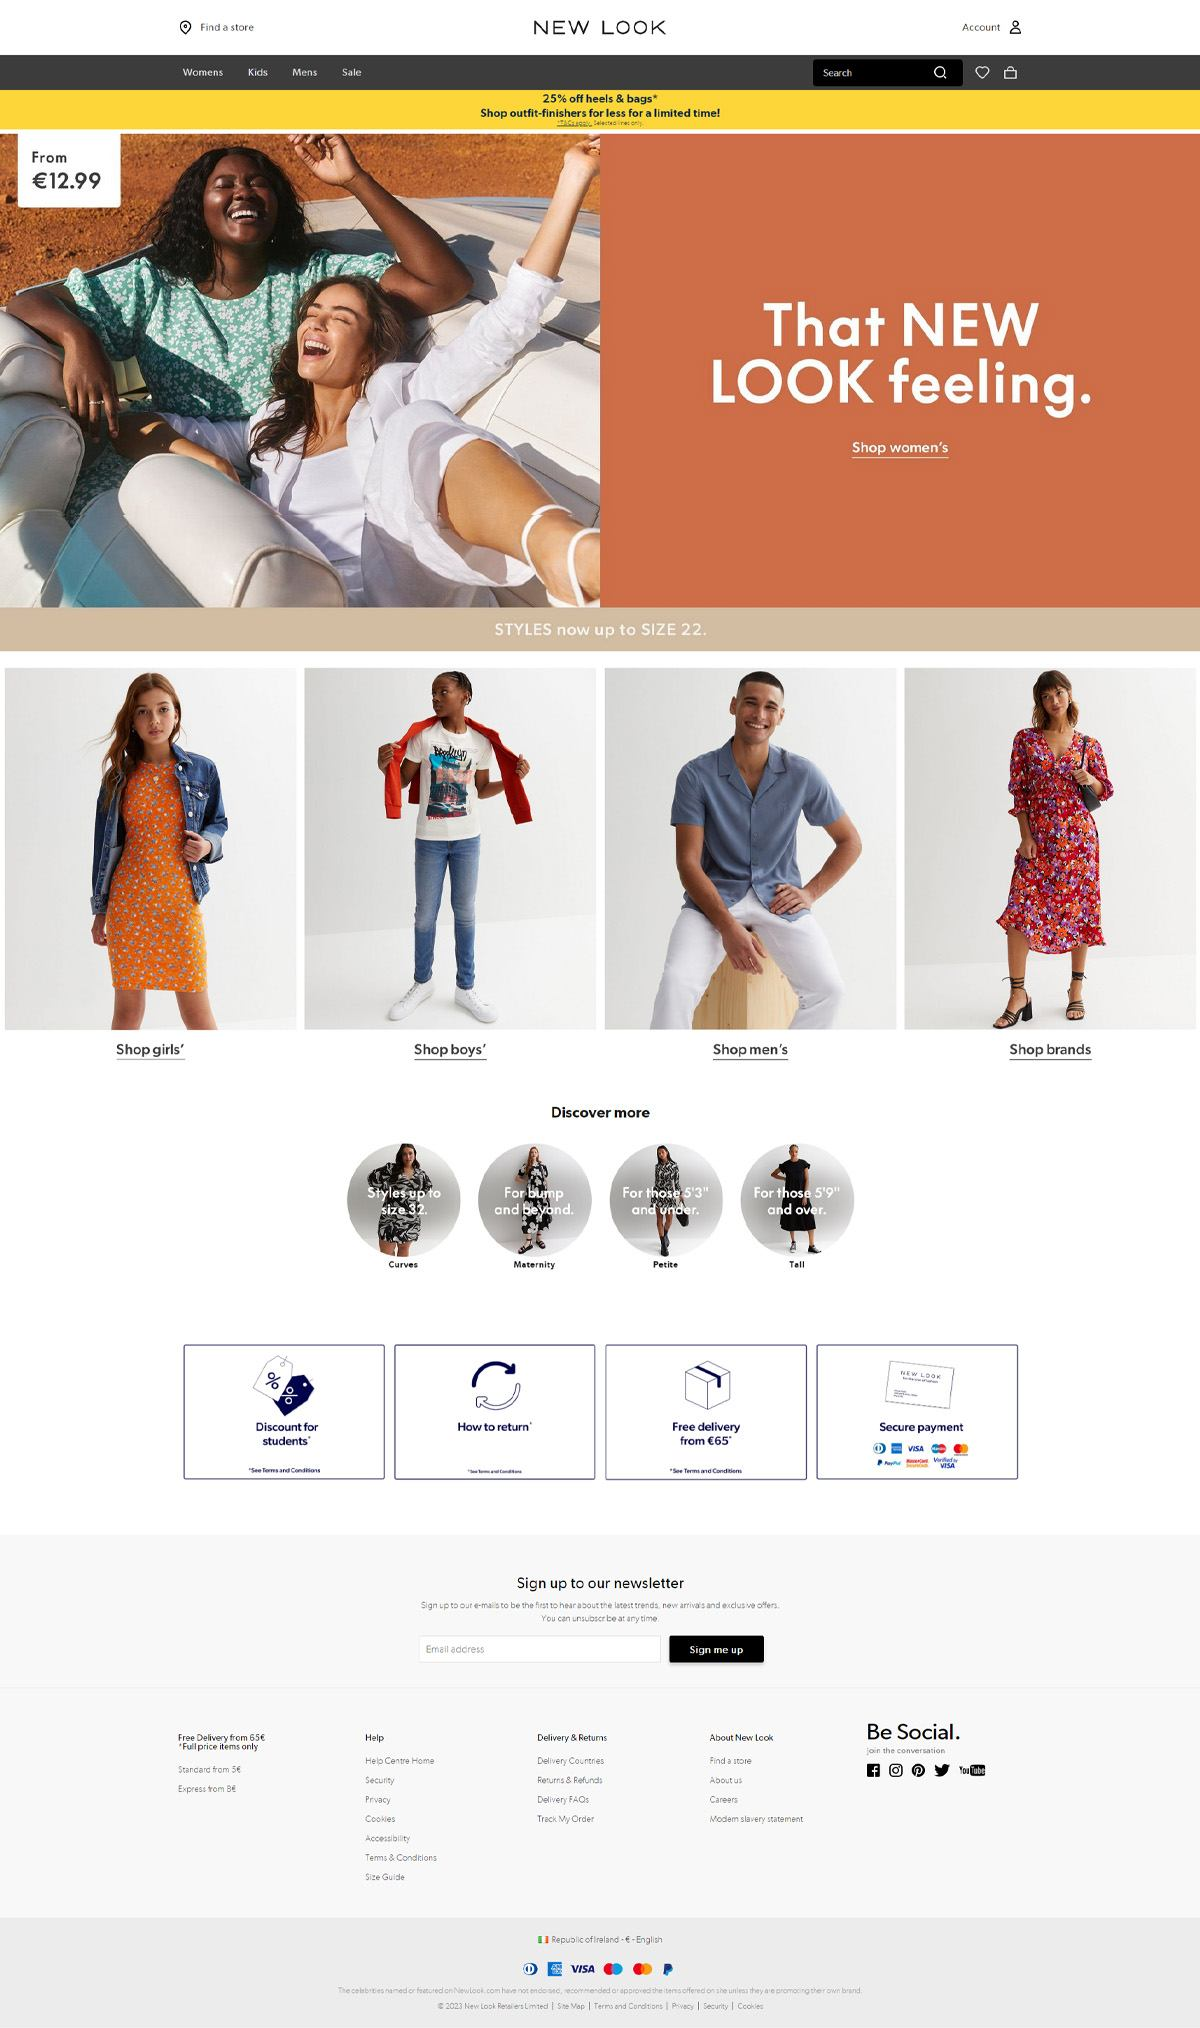 Find a store
NEW LOOK
Account
Womens
Kids
Mens
Sale
Search
25% off heels & bags*
Shop outfit-finishers for less for a limited time!
*T&Cs apply. Selected lines only.
From
€12.99
That NEW
LOOK feeling.
Shop women's
STYLES now up to SIZE 22.
BROOKLYN
Shop girls'
Shop boys'
Shop men's
Shop brands
Discover more
Styles up to
size 32.
For bump
and beyond.
For those 5'3"
and under.
For those 5'9"
and over.
Curves
Maternity
Petite
Tall
Discount for
students*
*See Terms and Conditions
How to return*
*See Terms and Conditions
Free delivery
from €65*
*See Terms and Conditions
NEW LOOK
Secure payment
VISA
PayPal
Verified by
VISA
Sign up to our newsletter
Sign up to our e-mails to be the first to hear about the latest trends, new arrivals and exclusive offers.
You can unsubscribe at any time.
Email address
Sign me up
Free Delivery from 65€
*Full price items only
Standard from 5€
Express from 8€
Help
Help Centre Home
Security
Privacy
Cookies
Accessibility
Terms & Conditions
Size Guide
Delivery & Returns
Delivery Countries
Returns & Refunds
Delivery FAQs
Track My Order
About New Look
Find a store
About us
Careers
Modern slavery statement
Be Social.
Join the conversation
YouTube
Republic of Ireland - € - English
VISA
The celebrities named or featured on NewLook.com have not endorsed, recommended or approved the items offered on site unless they are promoting their own brand.
© 2023 New Look Retailers Limited | Site Map | Terms and Conditions | Privacy | Security | Cookies